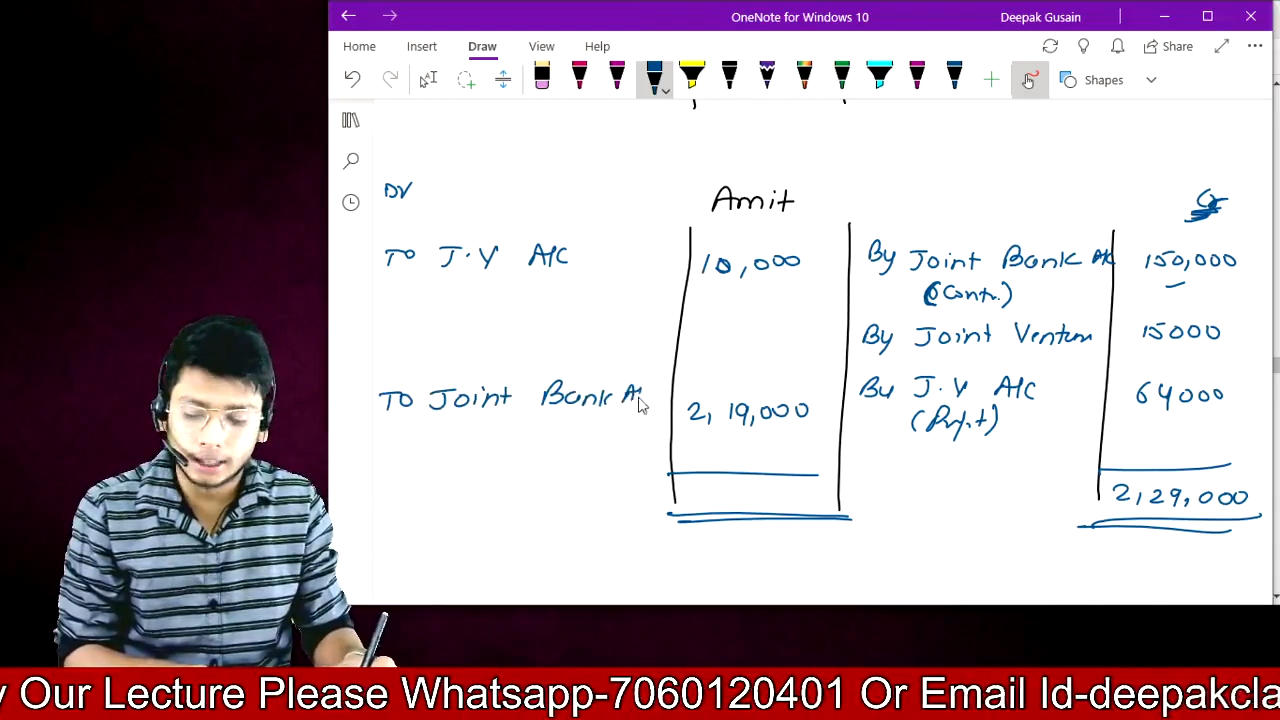 OneNote for Windows 10
Deepak Gusain
Home Insert Draw View Help
Share
Shapes
Dr
Amit
Cr
To J.V A/C 10,000 By Joint Bank A/C 150,000
(Contr.)
By Joint Venture 15000
To Joint Bank A/C 2,19,000 By J.V A/C 64000
(Profit)
2,29,000
y Our Lecture Please Whatsapp-7060120401 Or Email Id-deepakcla